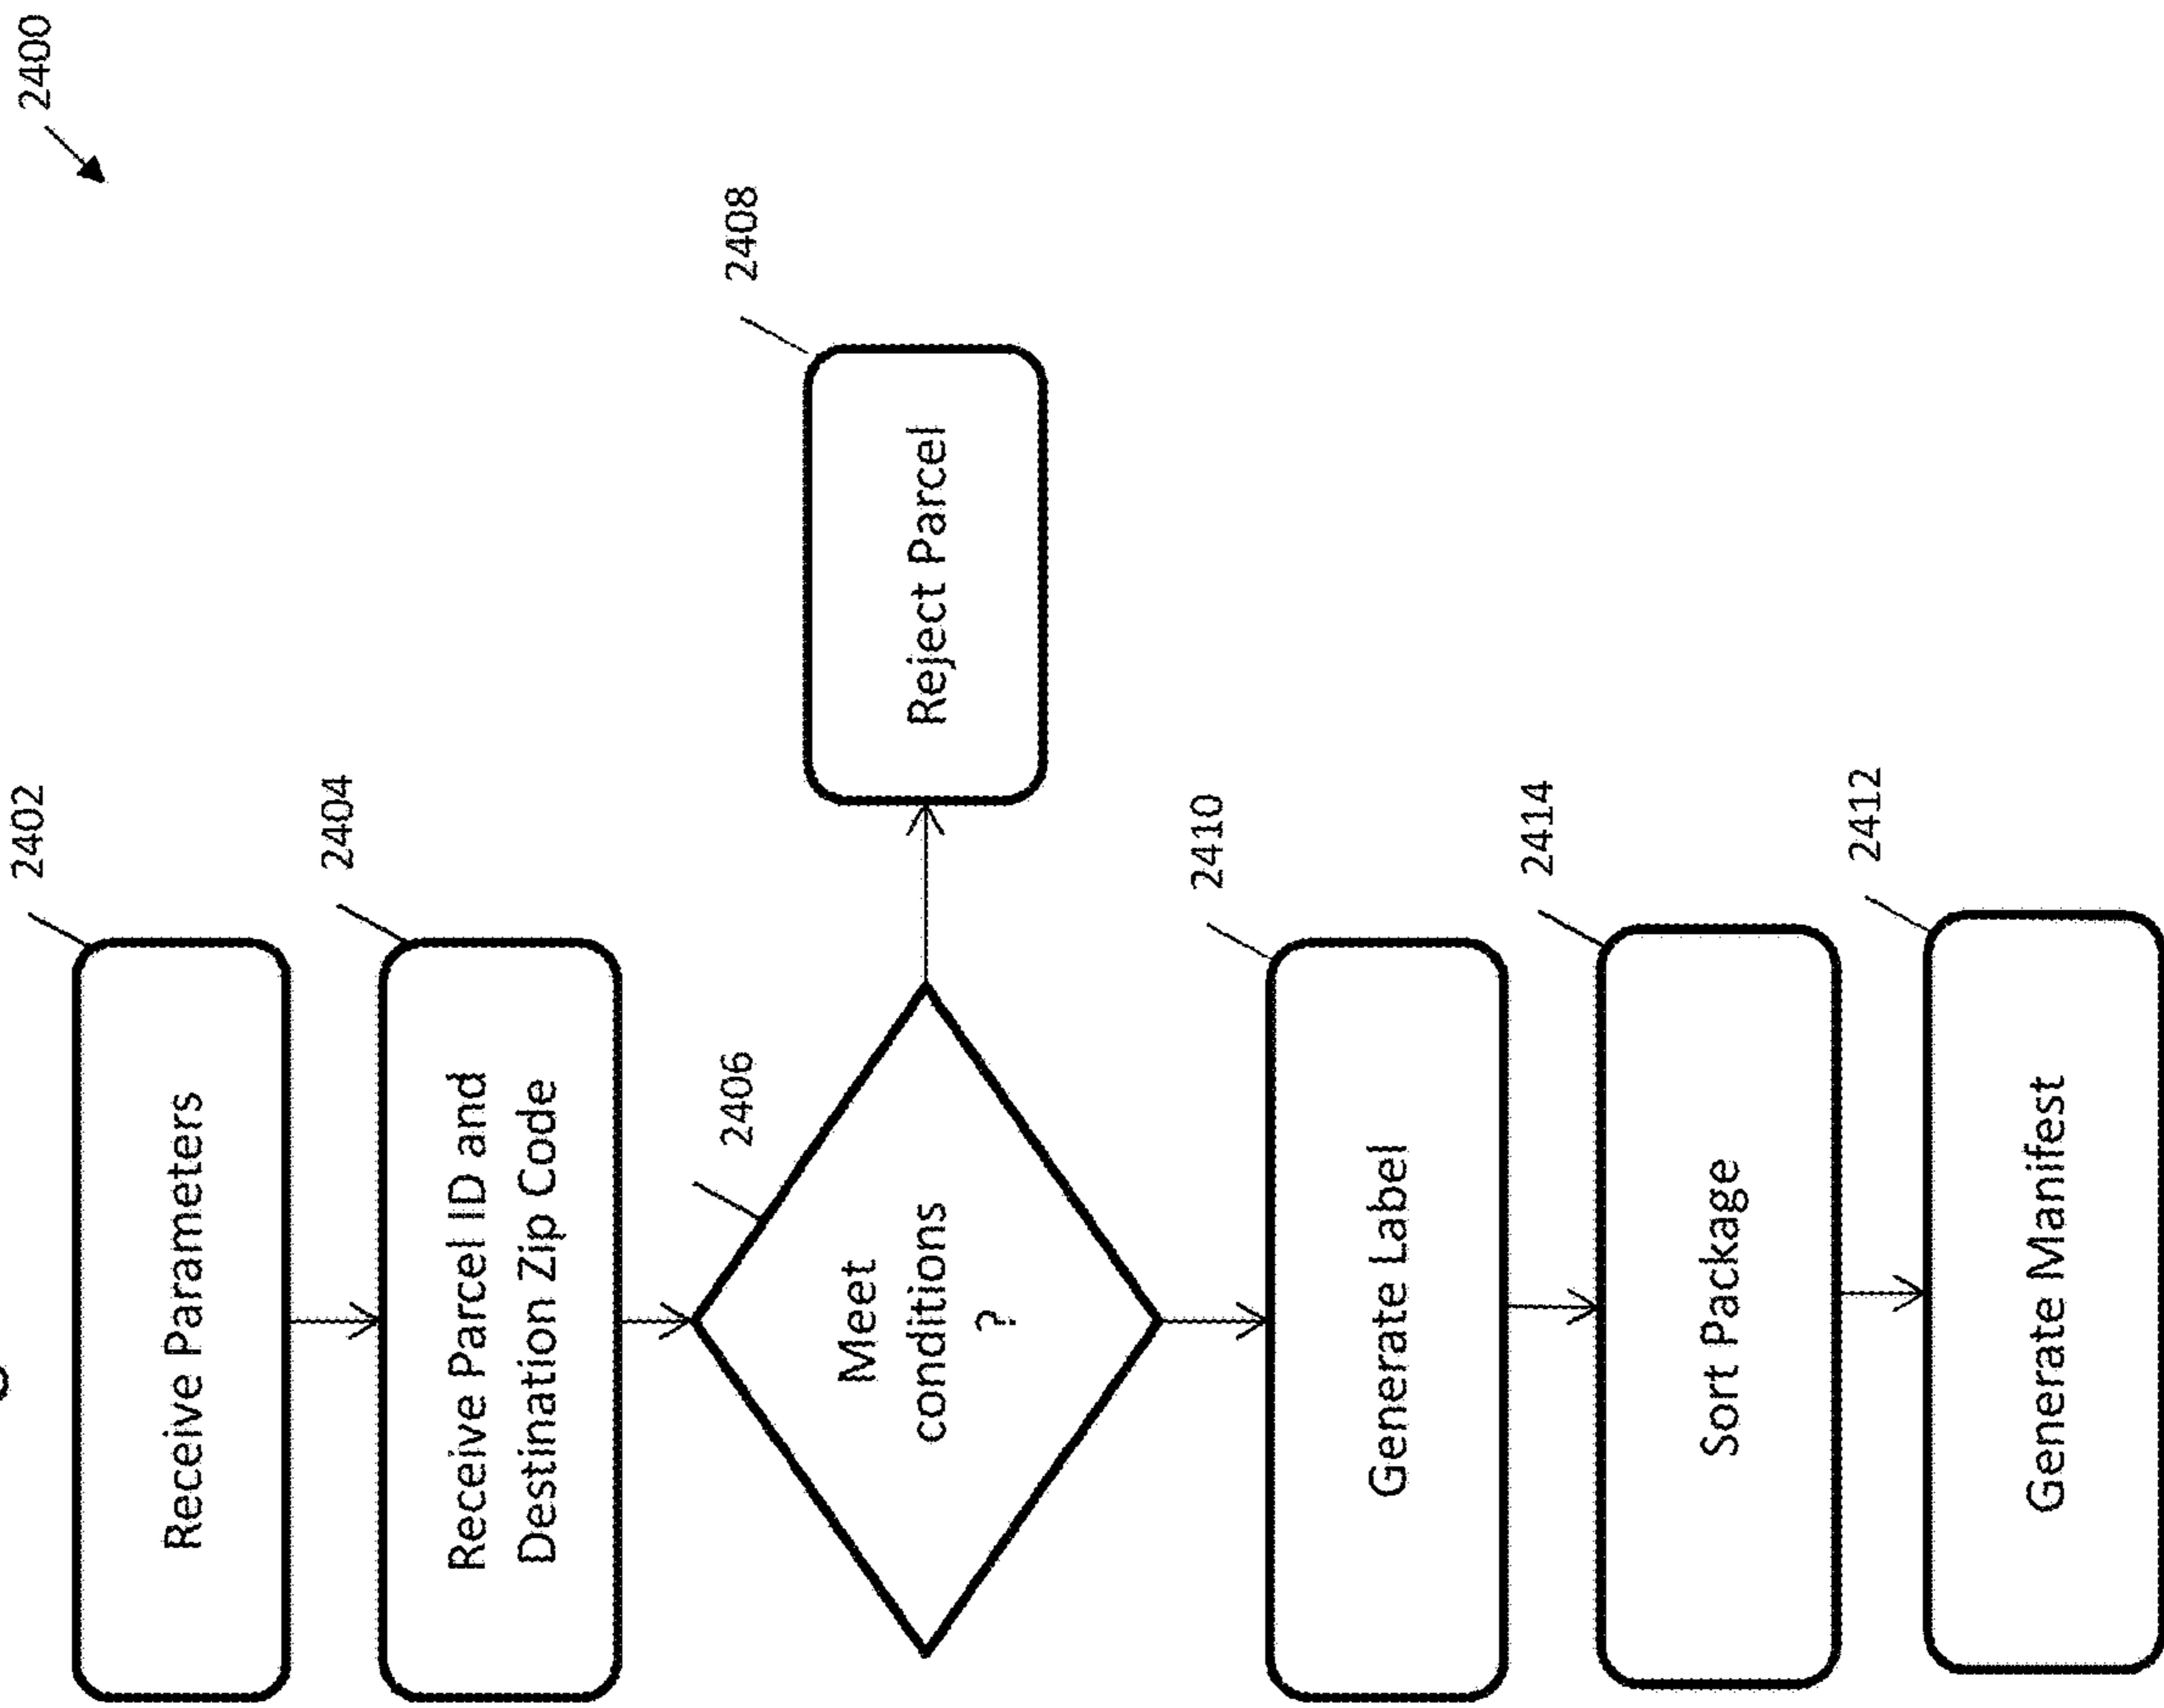 2400
2402
Receive Parameters
2404
Receive Parcel ID and
Destination Zip Code
2406
Meet
conditions
?
2408
Reject Parcel
2410
Generate Label
2414
Sort Package
2412
Generate Manifest